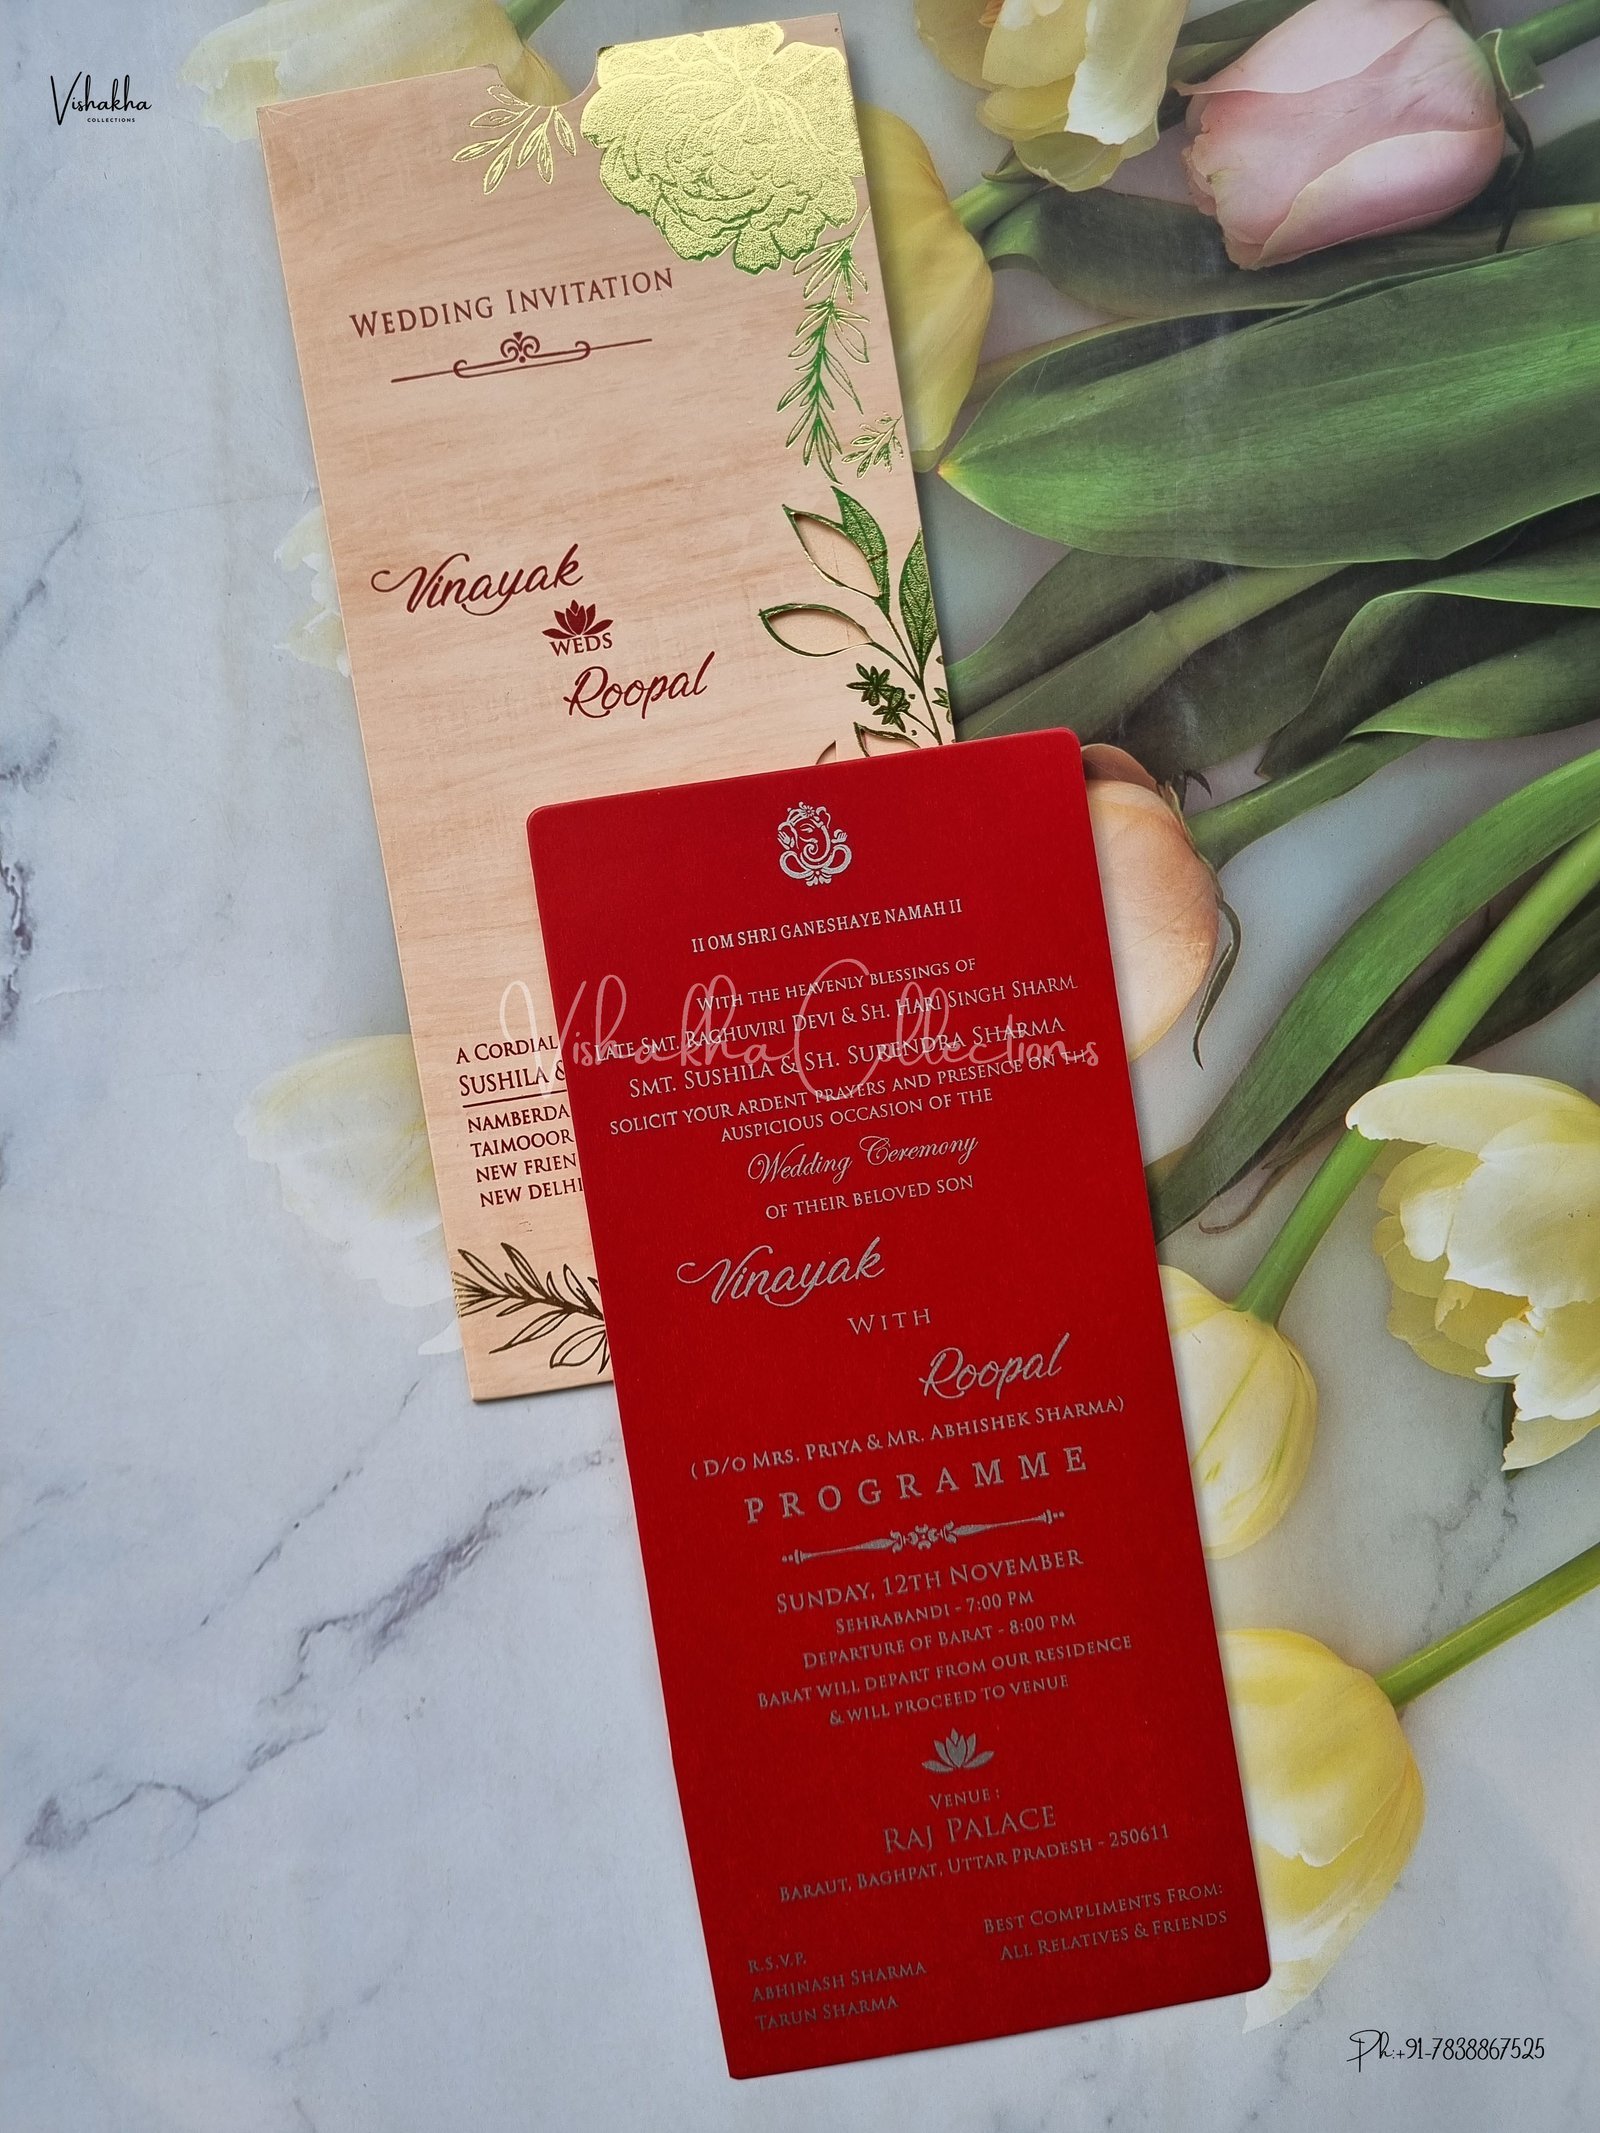 Vishakha
COLLECTIONS
WEDDING INVITATION
Vinayak
WEDS
Roopal
A CORDIAL
SUSHILA &
NAMBERDA
TAIMOOOR
NEW FRIEN
NEW DELHI
II OM SHRI GANESHAYE NAMAH II
WITH THE HEAVENLY BLESSINGS OF
LATE SMT. RAGHUVIRI DEVI & SH. HARI SINGH SHARM
SMT. SUSHILA & SH. SURENDRA SHARMA
SOLICIT YOUR ARDENT PRAYERS AND PRESENCE ON THE
AUSPICIOUS OCCASION OF THE
Wedding Ceremony
OF THEIR BELOVED SON
Vinayak
WITH
Roopal
( D/O MRS. PRIYA & MR. ABHISHEK SHARMA)
PROGRAMME
SUNDAY, 12TH NOVEMBER
SEHRABANDI - 7:00 PM
DEPARTURE OF BARAT - 8:00 PM
BARAT WILL DEPART FROM OUR RESIDENCE
& WILL PROCEED TO VENUE
VENUE :
RAJ PALACE
BARAUT, BAGHPAT, UTTAR PRADESH - 250611
BEST COMPLIMENTS FROM:
ALL RELATIVES & FRIENDS
R.S.V.P.
ABHINASH SHARMA
TARUN SHARMA
Vishakha Collections
Ph:+91-7838867525